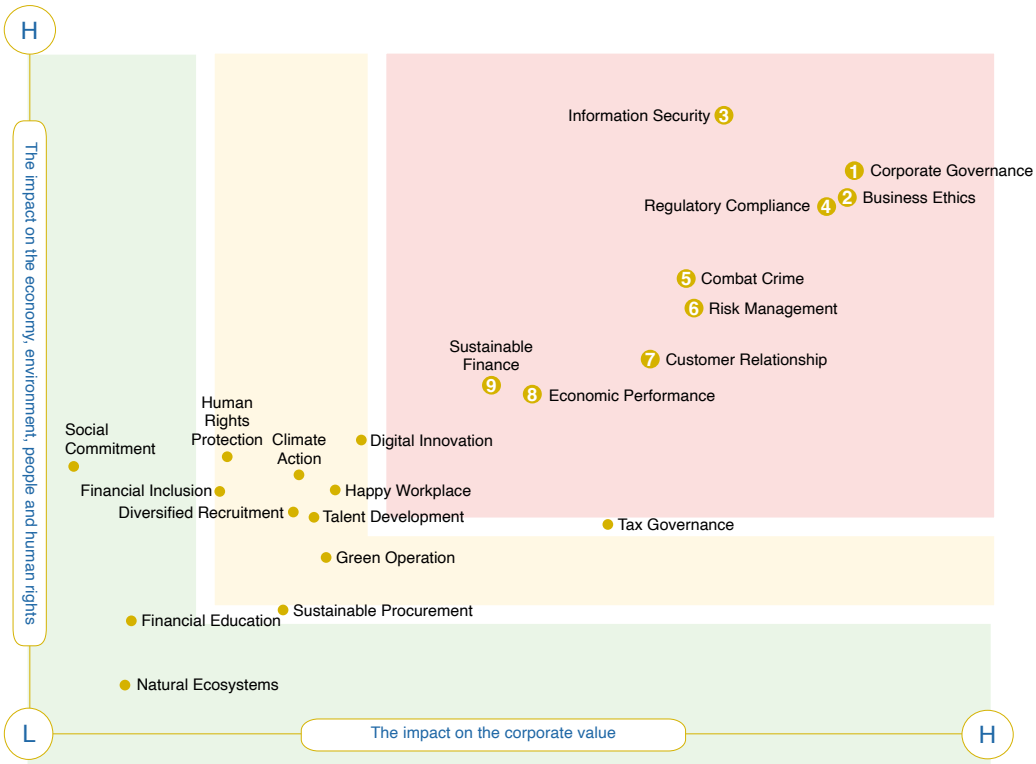 H
The impact on the economy, environment, people and human rights
Information Security 3
1 Corporate Governance
2 Business Ethics
Regulatory Compliance 4
5 Combat Crime
6 Risk Management
Sustainable
Finance
9
7 Customer Relationship
8 Economic Performance
Human
Rights
Protection
Social
Commitment
Climate
Action
Digital Innovation
Financial Inclusion
Happy Workplace
Diversified Recruitment
Talent Development
Tax Governance
Green Operation
Sustainable Procurement
Financial Education
Natural Ecosystems
L
The impact on the corporate value
H